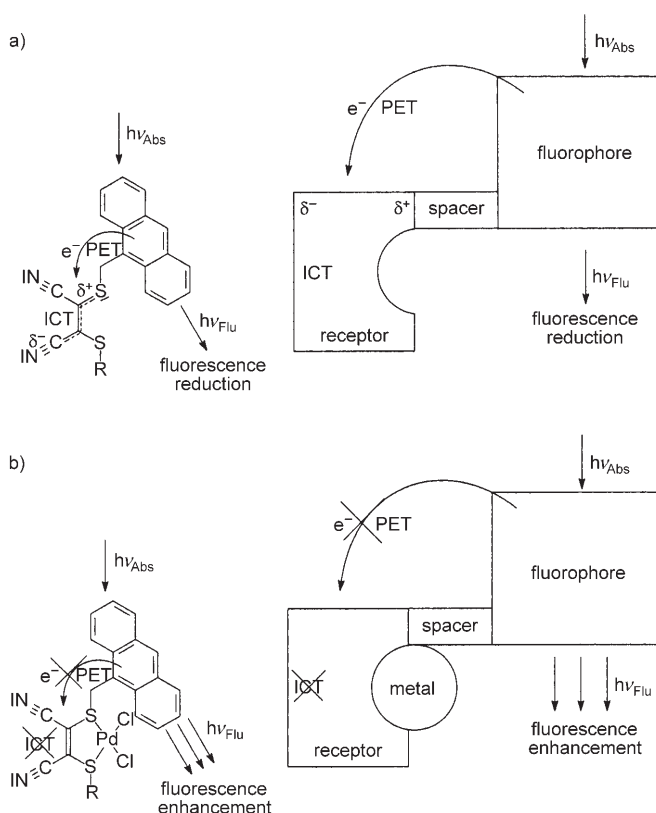 a)
hνAbs
hνAbs
e⁻ PET
fluorophore
e⁻ PET
δ⁻ δ⁺ spacer
IN≡C δ⁺ S
ICT
hνFlu
ICT
hνFlu
δ⁻
IN≡C S
fluorescence
reduction
receptor
fluorescence
reduction
R
b)
hνAbs
hνAbs
e⁻ PET
fluorophore
e⁻ PET
spacer
IN≡C S Cl
hνFlu
ICT Pd
ICT
metal
hνFlu
IN≡C S Cl
fluorescence
enhancement
receptor
fluorescence
enhancement
R